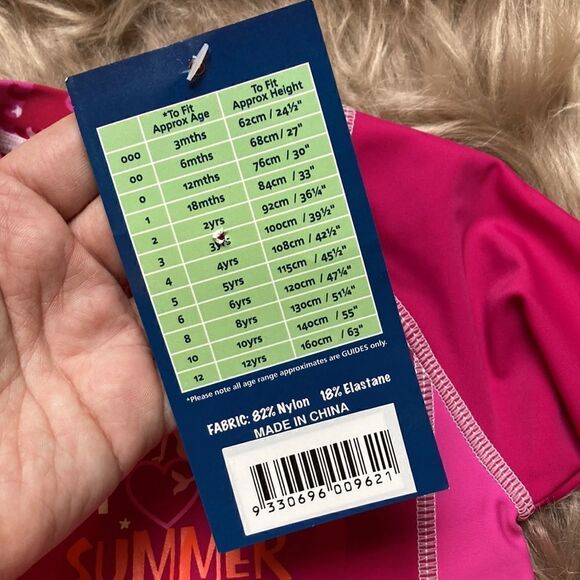 *To Fit Approx Age To Fit Approx Height
000 3mths 62cm / 24½"
00 6mths 68cm / 27"
0 12mths 76cm / 30"
1 18mths 84cm / 33"
2 2yrs 92cm / 36¼"
3 3yrs 100cm / 39½"
4 4yrs 108cm / 42½"
5 5yrs 115cm / 45½"
6 6yrs 120cm / 47¼"
8 8yrs 130cm / 51¼"
10 10yrs 140cm / 55"
12 12yrs 160cm / 63"
*Please note all age range approximates are GUIDES only.
FABRIC: 82% Nylon 18% Elastane
MADE IN CHINA
9 330696 009621
SUMMER